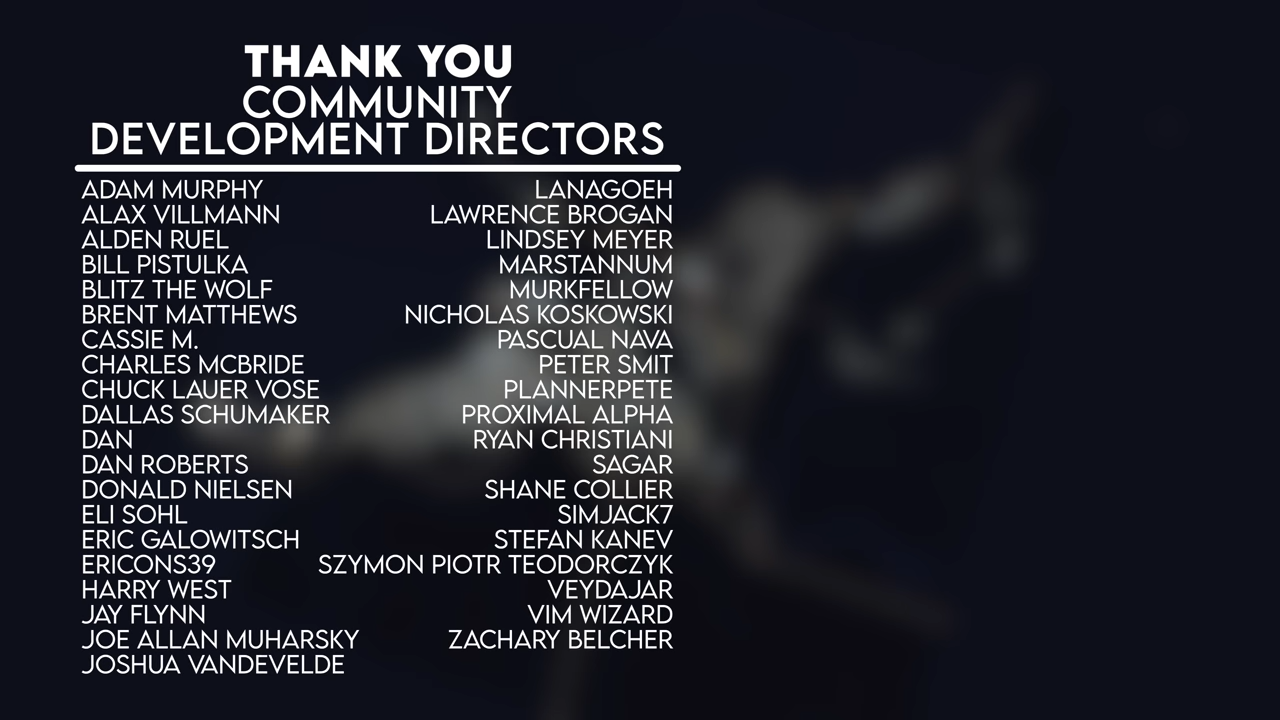 THANK YOU
COMMUNITY
DEVELOPMENT DIRECTORS
ADAM MURPHY
ALAX VILLMANN
ALDEN RUEL
BILL PISTULKA
BLITZ THE WOLF
BRENT MATTHEWS
CASSIE M.
CHARLES MCBRIDE
CHUCK LAUER VOSE
DALLAS SCHUMAKER
DAN
DAN ROBERTS
DONALD NIELSEN
ELI SOHL
ERIC GALOWITSCH
ERICONS39
HARRY WEST
JAY FLYNN
JOE ALLAN MUHARSKY
JOSHUA VANDEVELDE
LANAGOEH
LAWRENCE BROGAN
LINDSEY MEYER
MARSTANNUM
MURKFELLOW
NICHOLAS KOSKOWSKI
PASCUAL NAVA
PETER SMIT
PLANNERPETE
PROXIMAL ALPHA
RYAN CHRISTIANI
SAGAR
SHANE COLLIER
SIMJACK7
STEFAN KANEV
SZYMON PIOTR TEODORCZYK
VEYDAJAR
VIM WIZARD
ZACHARY BELCHER